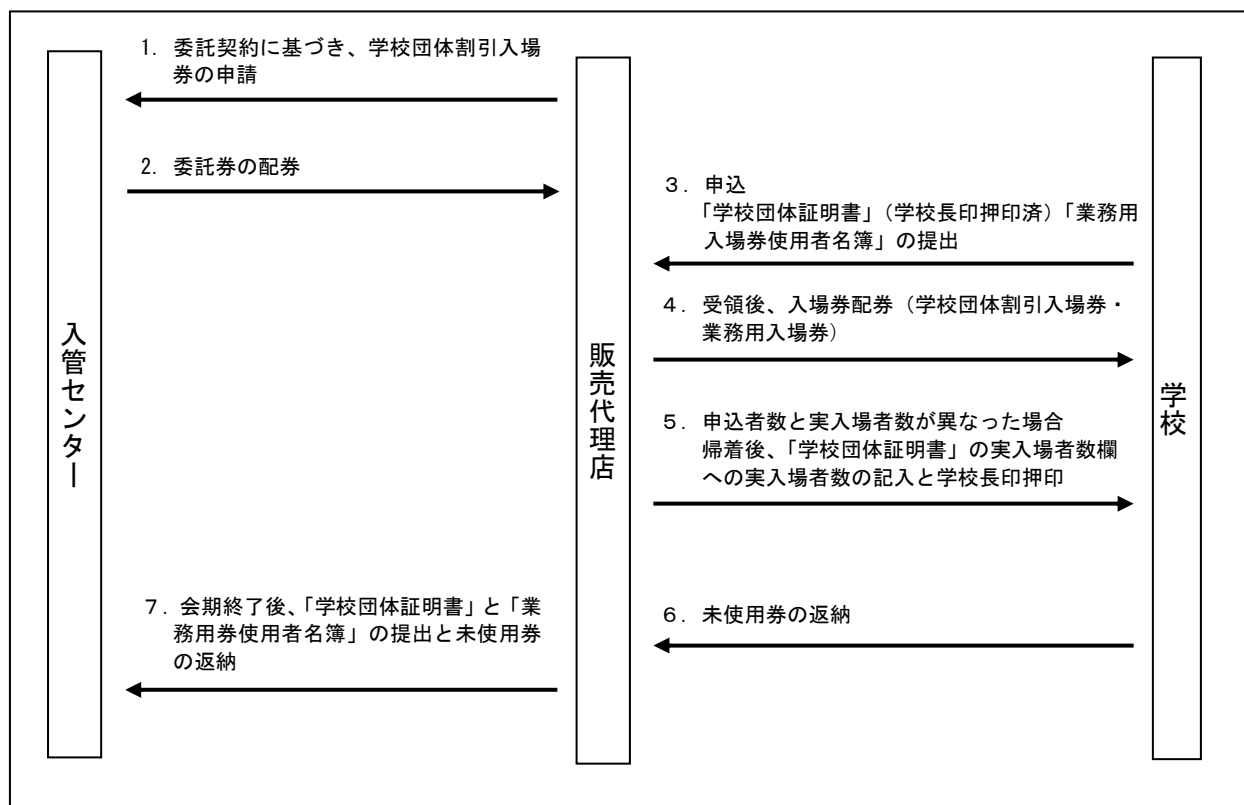 1. 委託契約に基づき、学校団体割引入場
券の申請
2. 委託券の配券
３. 申込
「学校団体証明書」(学校長印押印済)「業務用
入場券使用者名簿」の提出
４. 受領後、入場券配券（学校団体割引入場券・
業務用入場券）
５. 申込者数と実入場者数が異なった場合
帰着後、「学校団体証明書」の実入場者数欄
への実入場者数の記入と学校長印押印
６. 未使用券の返納
７. 会期終了後、「学校団体証明書」と「業
務用券使用者名簿」の提出と未使用券
の返納
入管センター
販売代理店
学校